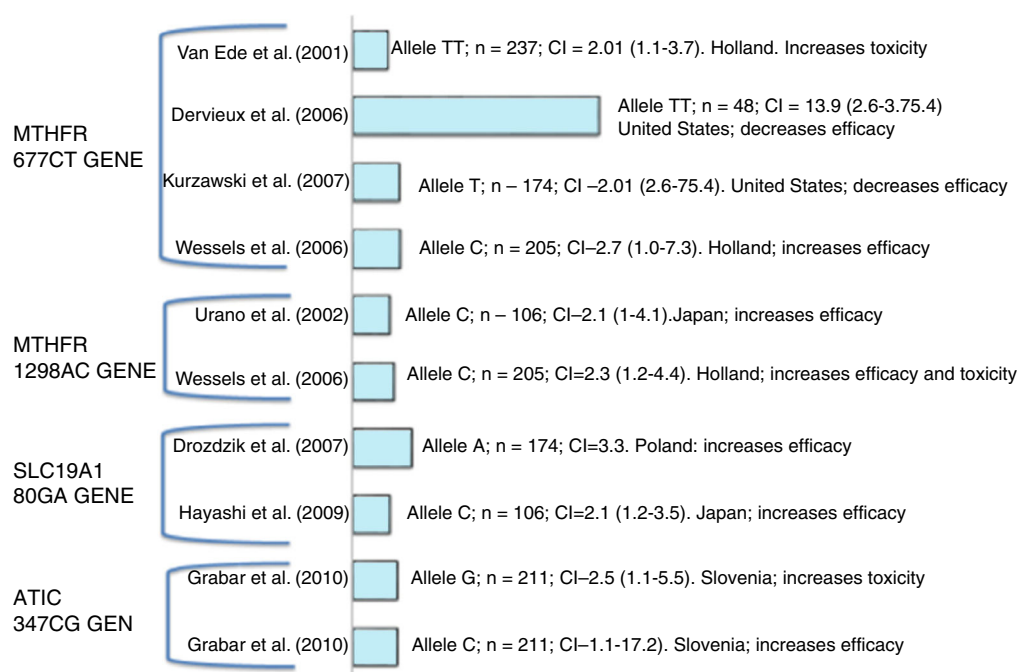 MTHFR
677CT GENE
Van Ede et al. (2001)
Allele TT; n = 237; CI = 2.01 (1.1-3.7). Holland. Increases toxicity
Dervieux et al. (2006)
Allele TT; n = 48; CI = 13.9 (2.6-3.75.4)
United States; decreases efficacy
Kurzawski et al. (2007)
Allele T; n – 174; CI –2.01 (2.6-75.4). United States; decreases efficacy
Wessels et al. (2006)
Allele C; n = 205; CI–2.7 (1.0-7.3). Holland; increases efficacy
MTHFR
1298AC GENE
Urano et al. (2002)
Allele C; n – 106; CI–2.1 (1-4.1).Japan; increases efficacy
Wessels et al. (2006)
Allele C; n = 205; CI=2.3 (1.2-4.4). Holland; increases efficacy and toxicity
SLC19A1
80GA GENE
Drozdzik et al. (2007)
Allele A; n = 174; CI=3.3. Poland: increases efficacy
Hayashi et al. (2009)
Allele C; n = 106; CI=2.1 (1.2-3.5). Japan; increases efficacy
ATIC
347CG GEN
Grabar et al. (2010)
Allele G; n = 211; CI–2.5 (1.1-5.5). Slovenia; increases toxicity
Grabar et al. (2010)
Allele C; n = 211; CI–1.1-17.2). Slovenia; increases efficacy